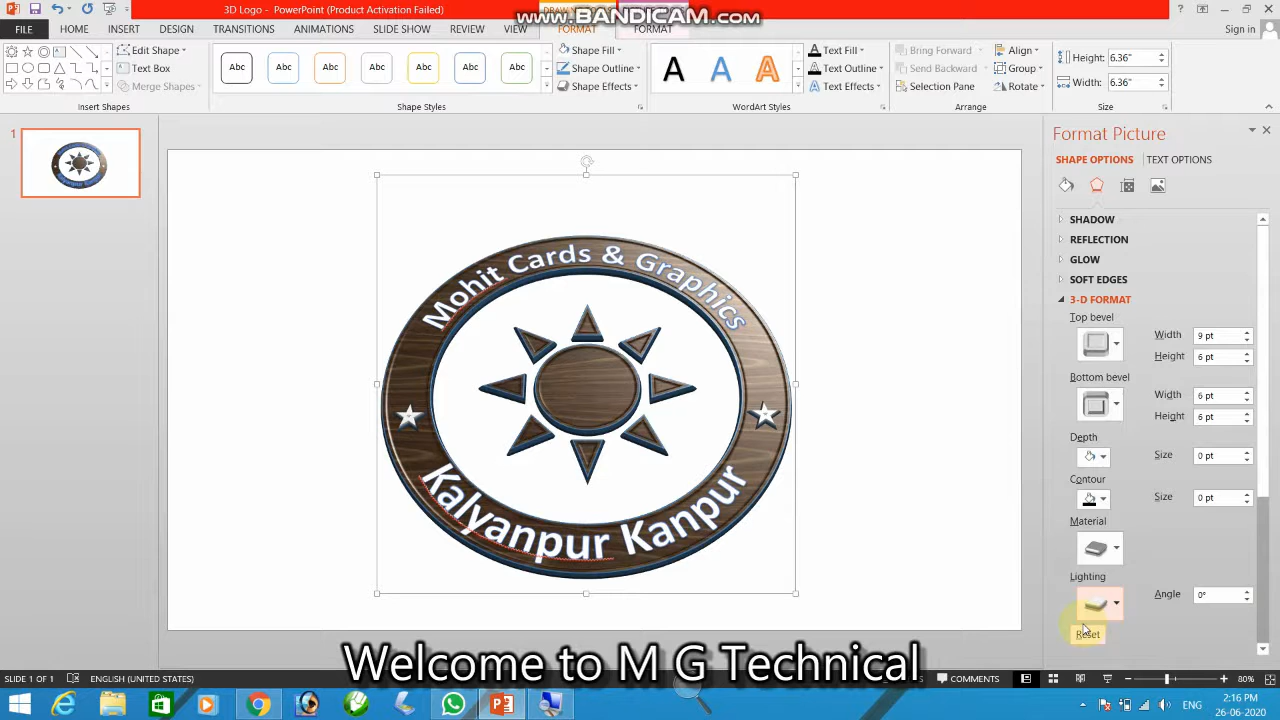 3D Logo - PowerPoint (Product Activation Failed)
www.BANDICAM.com
Sign in
FILE HOME INSERT DESIGN TRANSITIONS ANIMATIONS SLIDE SHOW REVIEW VIEW FORMAT FORMAT
Edit Shape
Text Box
Merge Shapes
Insert Shapes
Abc Abc Abc Abc Abc Abc Abc
Shape Fill
Shape Outline
Shape Effects
Shape Styles
A A A
Text Fill
Text Outline
Text Effects
WordArt Styles
Bring Forward
Send Backward
Selection Pane
Align
Group
Rotate
Arrange
Height: 6.36"
Width: 6.36"
Size
1
Mohit Cards & Graphics
Kalyanpur Kanpur
Format Picture
SHAPE OPTIONS TEXT OPTIONS
SHADOW
REFLECTION
GLOW
SOFT EDGES
3-D FORMAT
Top bevel
Width 9 pt
Height 6 pt
Bottom bevel
Width 6 pt
Height 6 pt
Depth
Size 0 pt
Contour
Size 0 pt
Material
Lighting
Angle 0°
Reset
Welcome to M G Technical
SLIDE 1 OF 1 ENGLISH (UNITED STATES) COMMENTS 80%
ENG
2:16 PM
26-06-2020